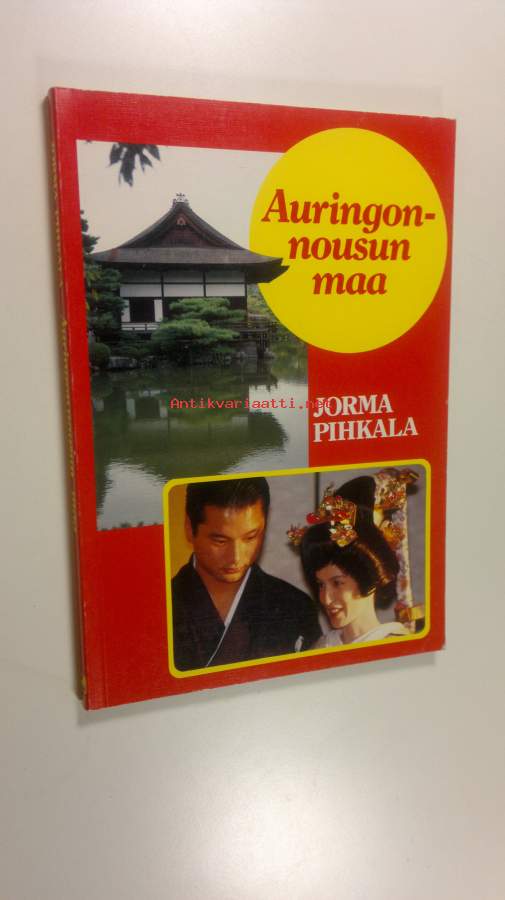 Auringon-
nousun
maa
Antikvariaatti.net
JORMA
PIHKALA